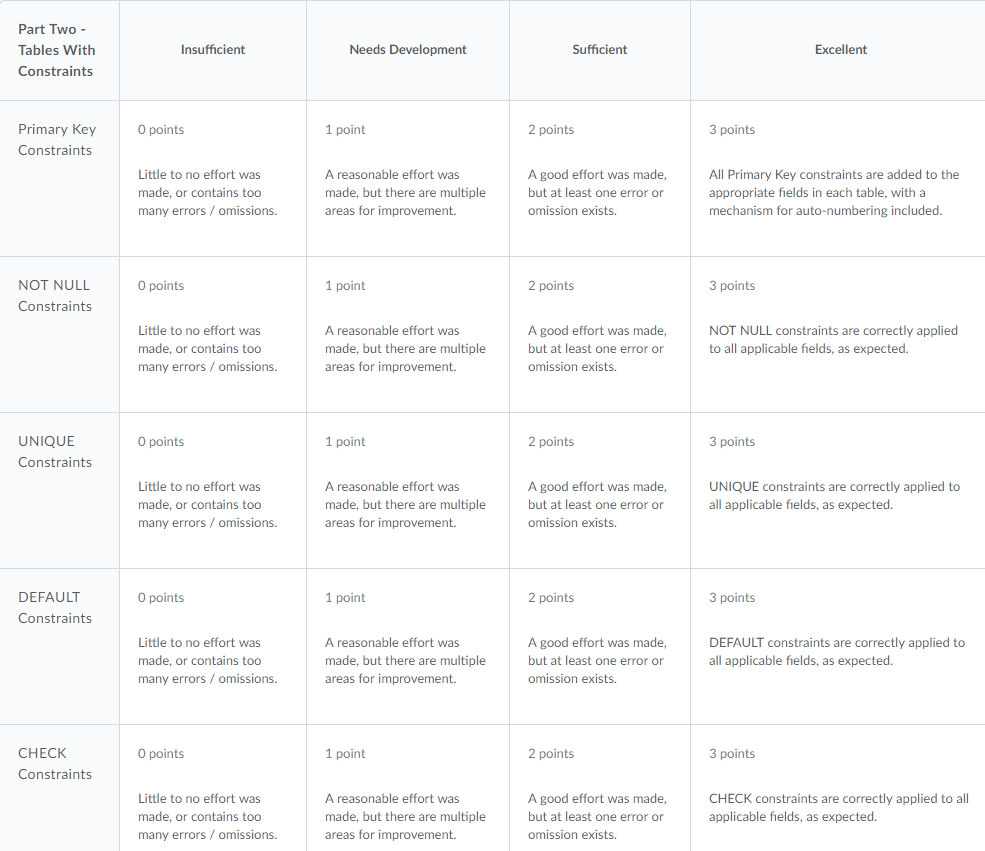 Part Two -
Tables With
Constraints
Insufficient
Needs Development
Sufficient
Excellent
Primary Key
Constraints
0 points
Little to no effort was
made, or contains too
many errors / omissions.
1 point
A reasonable effort was
made, but there are multiple
areas for improvement.
2 points
A good effort was made,
but at least one error or
omission exists.
3 points
All Primary Key constraints are added to the
appropriate fields in each table, with a
mechanism for auto-numbering included.
NOT NULL
Constraints
0 points
Little to no effort was
made, or contains too
many errors / omissions.
1 point
A reasonable effort was
made, but there are multiple
areas for improvement.
2 points
A good effort was made,
but at least one error or
omission exists.
3 points
NOT NULL constraints are correctly applied
to all applicable fields, as expected.
UNIQUE
Constraints
0 points
Little to no effort was
made, or contains too
many errors / omissions.
1 point
A reasonable effort was
made, but there are multiple
areas for improvement.
2 points
A good effort was made,
but at least one error or
omission exists.
3 points
UNIQUE constraints are correctly applied to
all applicable fields, as expected.
DEFAULT
Constraints
0 points
Little to no effort was
made, or contains too
many errors / omissions.
1 point
A reasonable effort was
made, but there are multiple
areas for improvement.
2 points
A good effort was made,
but at least one error or
omission exists.
3 points
DEFAULT constraints are correctly applied to
all applicable fields, as expected.
CHECK
Constraints
0 points
Little to no effort was
made, or contains too
many errors / omissions.
1 point
A reasonable effort was
made, but there are multiple
areas for improvement.
2 points
A good effort was made,
but at least one error or
omission exists.
3 points
CHECK constraints are correctly applied to all
applicable fields, as expected.